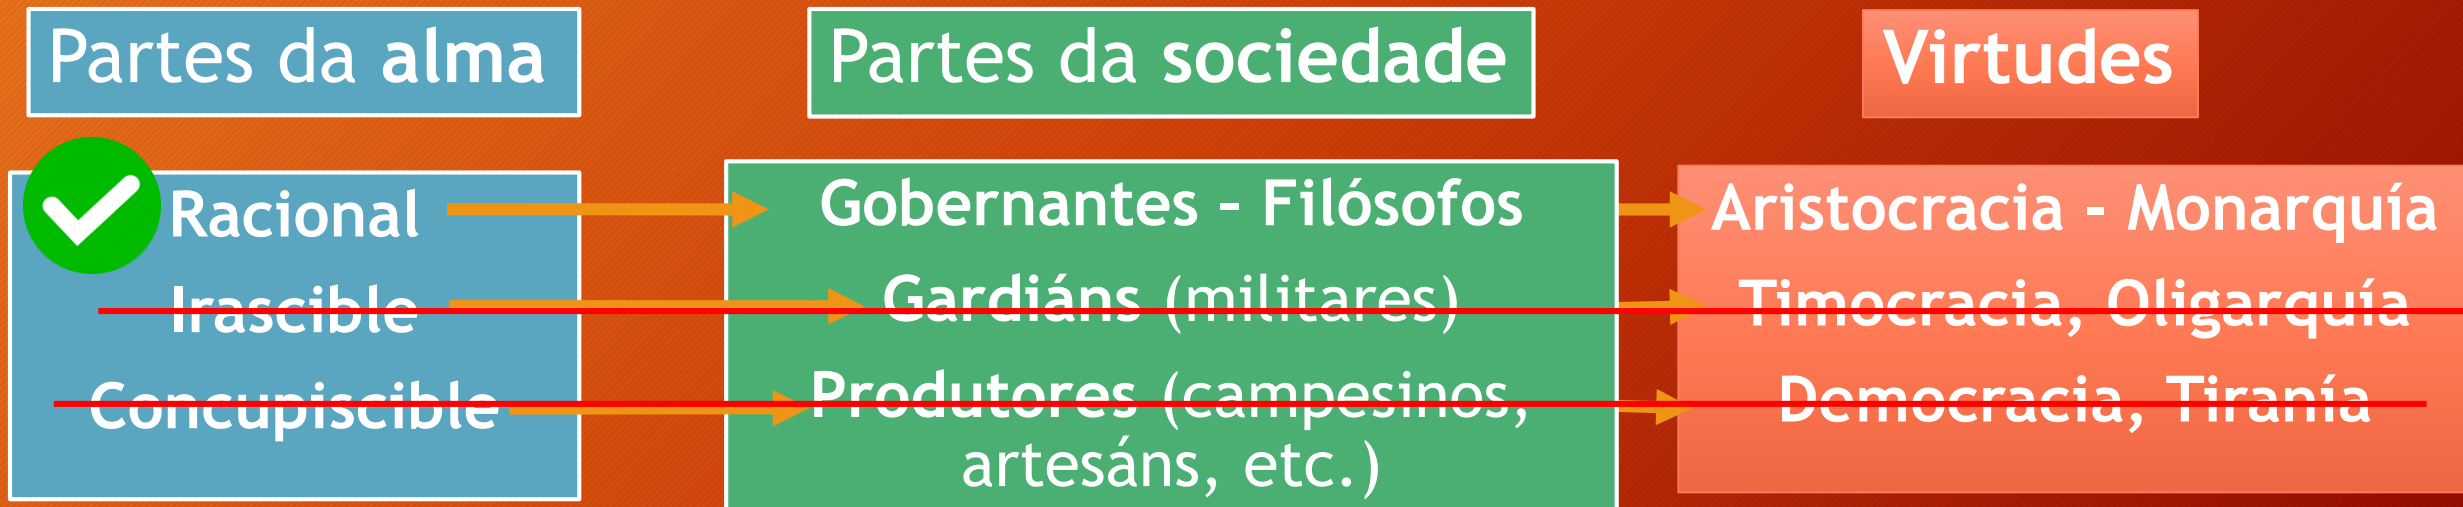 Partes da alma
Partes da sociedade
Virtudes
Racional
Irascible
Concupiscible
Gobernantes – Filósofos
Gardiáns (militares)
Produtores (campesinos,
artesáns, etc.)
Aristocracia - Monarquía
Timocracia, Oligarquía
Democracia, Tiranía